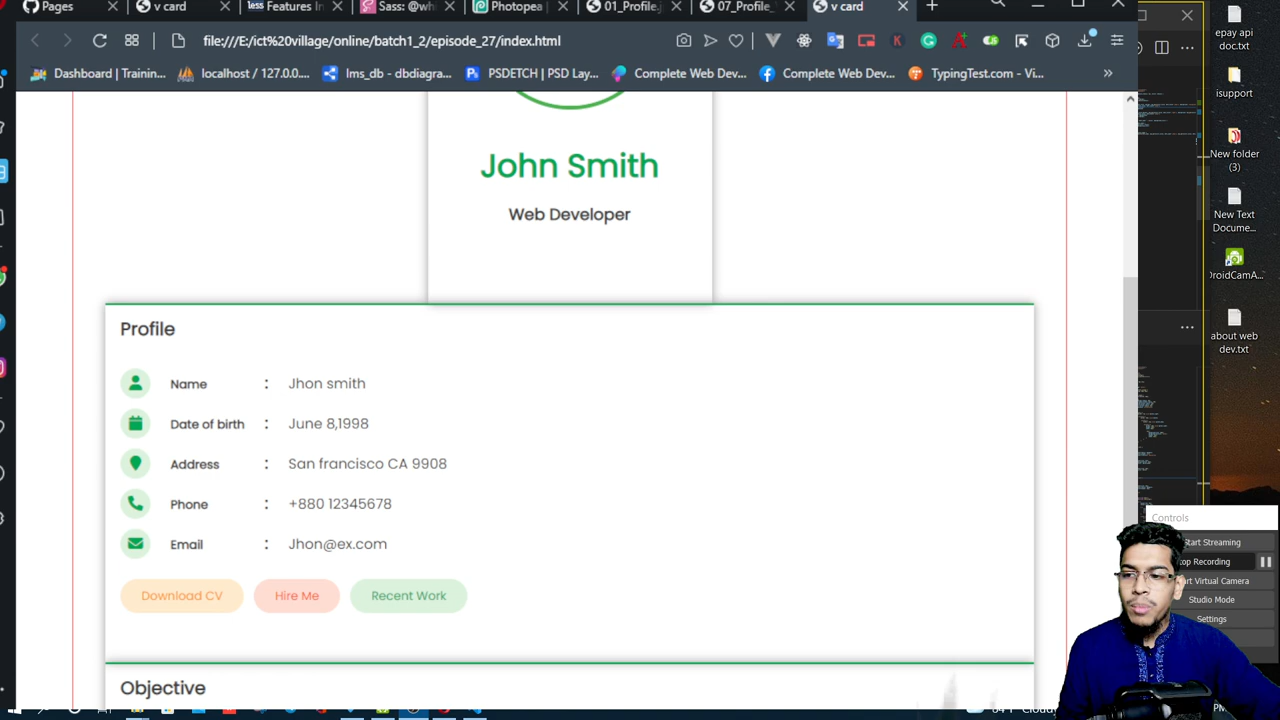 Pages
v card
Features In
Sass: @wh
Photopea
01_Profile.j
07_Profile_
v card
file:///E:/ict%20village/online/batch1_2/episode_27/index.html
Dashboard | Trainin...
localhost / 127.0.0....
lms_db - dbdiagra...
PSDETCH | PSD Lay...
Complete Web Dev...
Complete Web Dev...
TypingTest.com - Vi...
John Smith
Web Developer
Profile
Name : Jhon smith
Date of birth : June 8,1998
Address : San francisco CA 9908
Phone : +880 12345678
Email : Jhon@ex.com
Download CV Hire Me Recent Work
Objective
epay api
doc.txt
isupport
New folder
(3)
New Text
Docume...
DroidCamA...
about web
dev.txt
Controls
Start Streaming
top Recording
rt Virtual Camera
Studio Mode
Settings